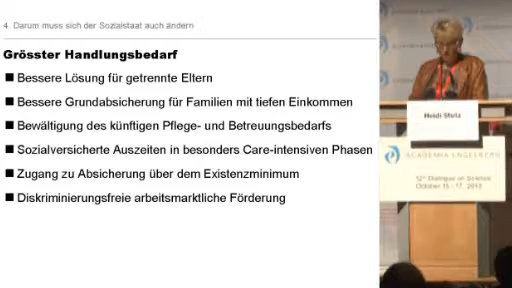 4. Darum muss sich der Sozialstaat auch ändern
Grösster Handlungsbedarf
Bessere Lösung für getrennte Eltern
Bessere Grundabsicherung für Familien mit tiefen Einkommen
Bewältigung des künftigen Pflege- und Betreuungsbedarfs
Sozialversicherte Auszeiten in besonders Care-intensiven Phasen
Zugang zu Absicherung über dem Existenzminimum
Diskriminierungsfreie arbeitsmarktliche Förderung
Heidi Stutz
ACADEMIA ENGELBERG
12th Dialogue on Science
October 15 - 17, 2013